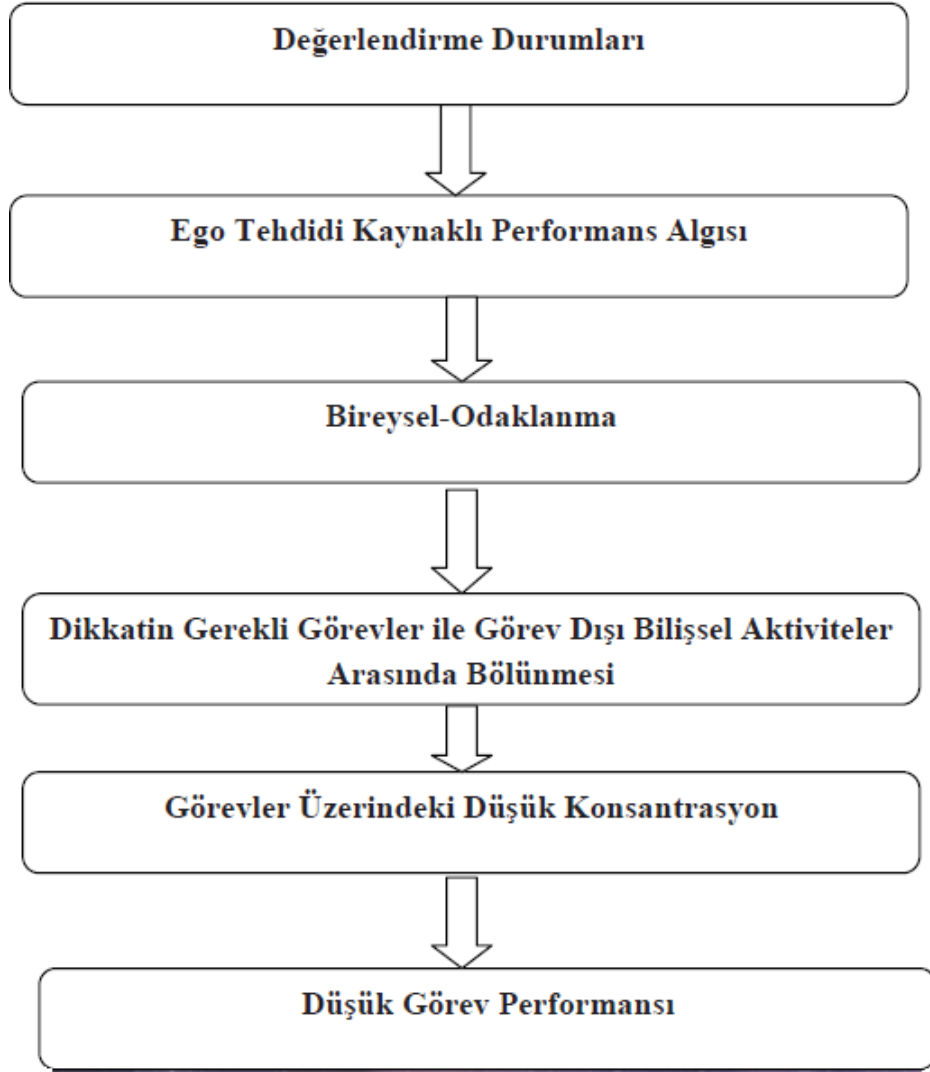 Değerlendirme Durumları
Ego Tehdidi Kaynaklı Performans Algısı
Bireysel-Odaklanma
Dikkatin Gerekli Görevler ile Görev Dışı Bilişsel Aktiviteler
Arasında Bölünmesi
Görevler Üzerindeki Düşük Konsantrasyon
Düşük Görev Performansı